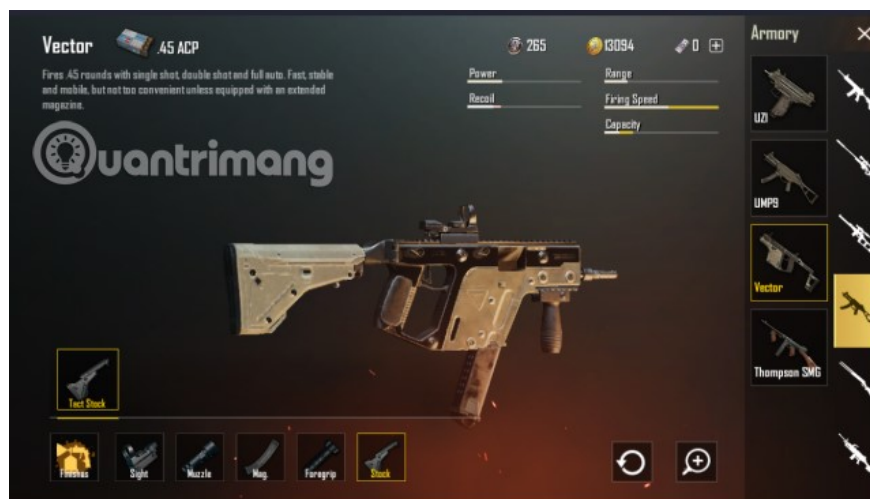 Vector .45 ACP
265
13094
0
Armory
Fires .45 rounds with single shot, double shot and full auto. Fast, stable
and mobile, but not too convenient unless equipped with an extended
magazine.
Power
Range
Recoil
Firing Speed
Capacity
Quantrimang
UZI
UMP9
Vector
Thompson SMG
Tact Stock
Finishes
Sight
Muzzle
Mag.
Foregrip
Stock